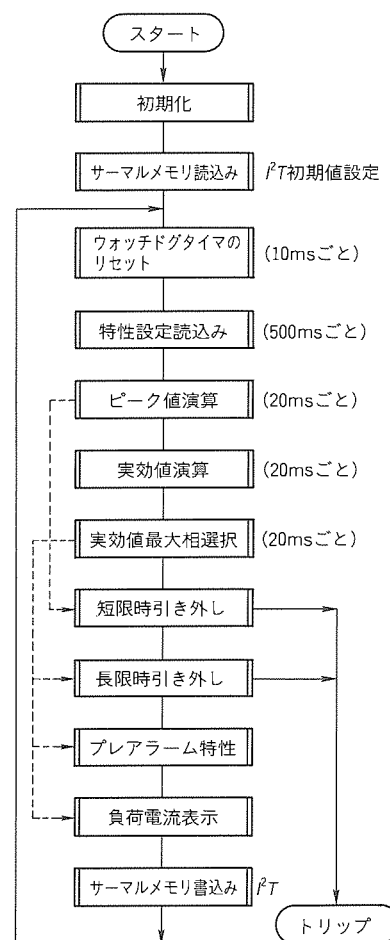 スタート
初期化
サーマルメモリ読込み I²T初期値設定
ウォッチドグタイマの
リセット (10msごと)
特性設定読込み (500msごと)
ピーク値演算 (20msごと)
実効値演算 (20msごと)
実効値最大相選択 (20msごと)
短限時引き外し
長限時引き外し
プレアラーム特性
負荷電流表示
サーマルメモリ書込み I²T
トリップ